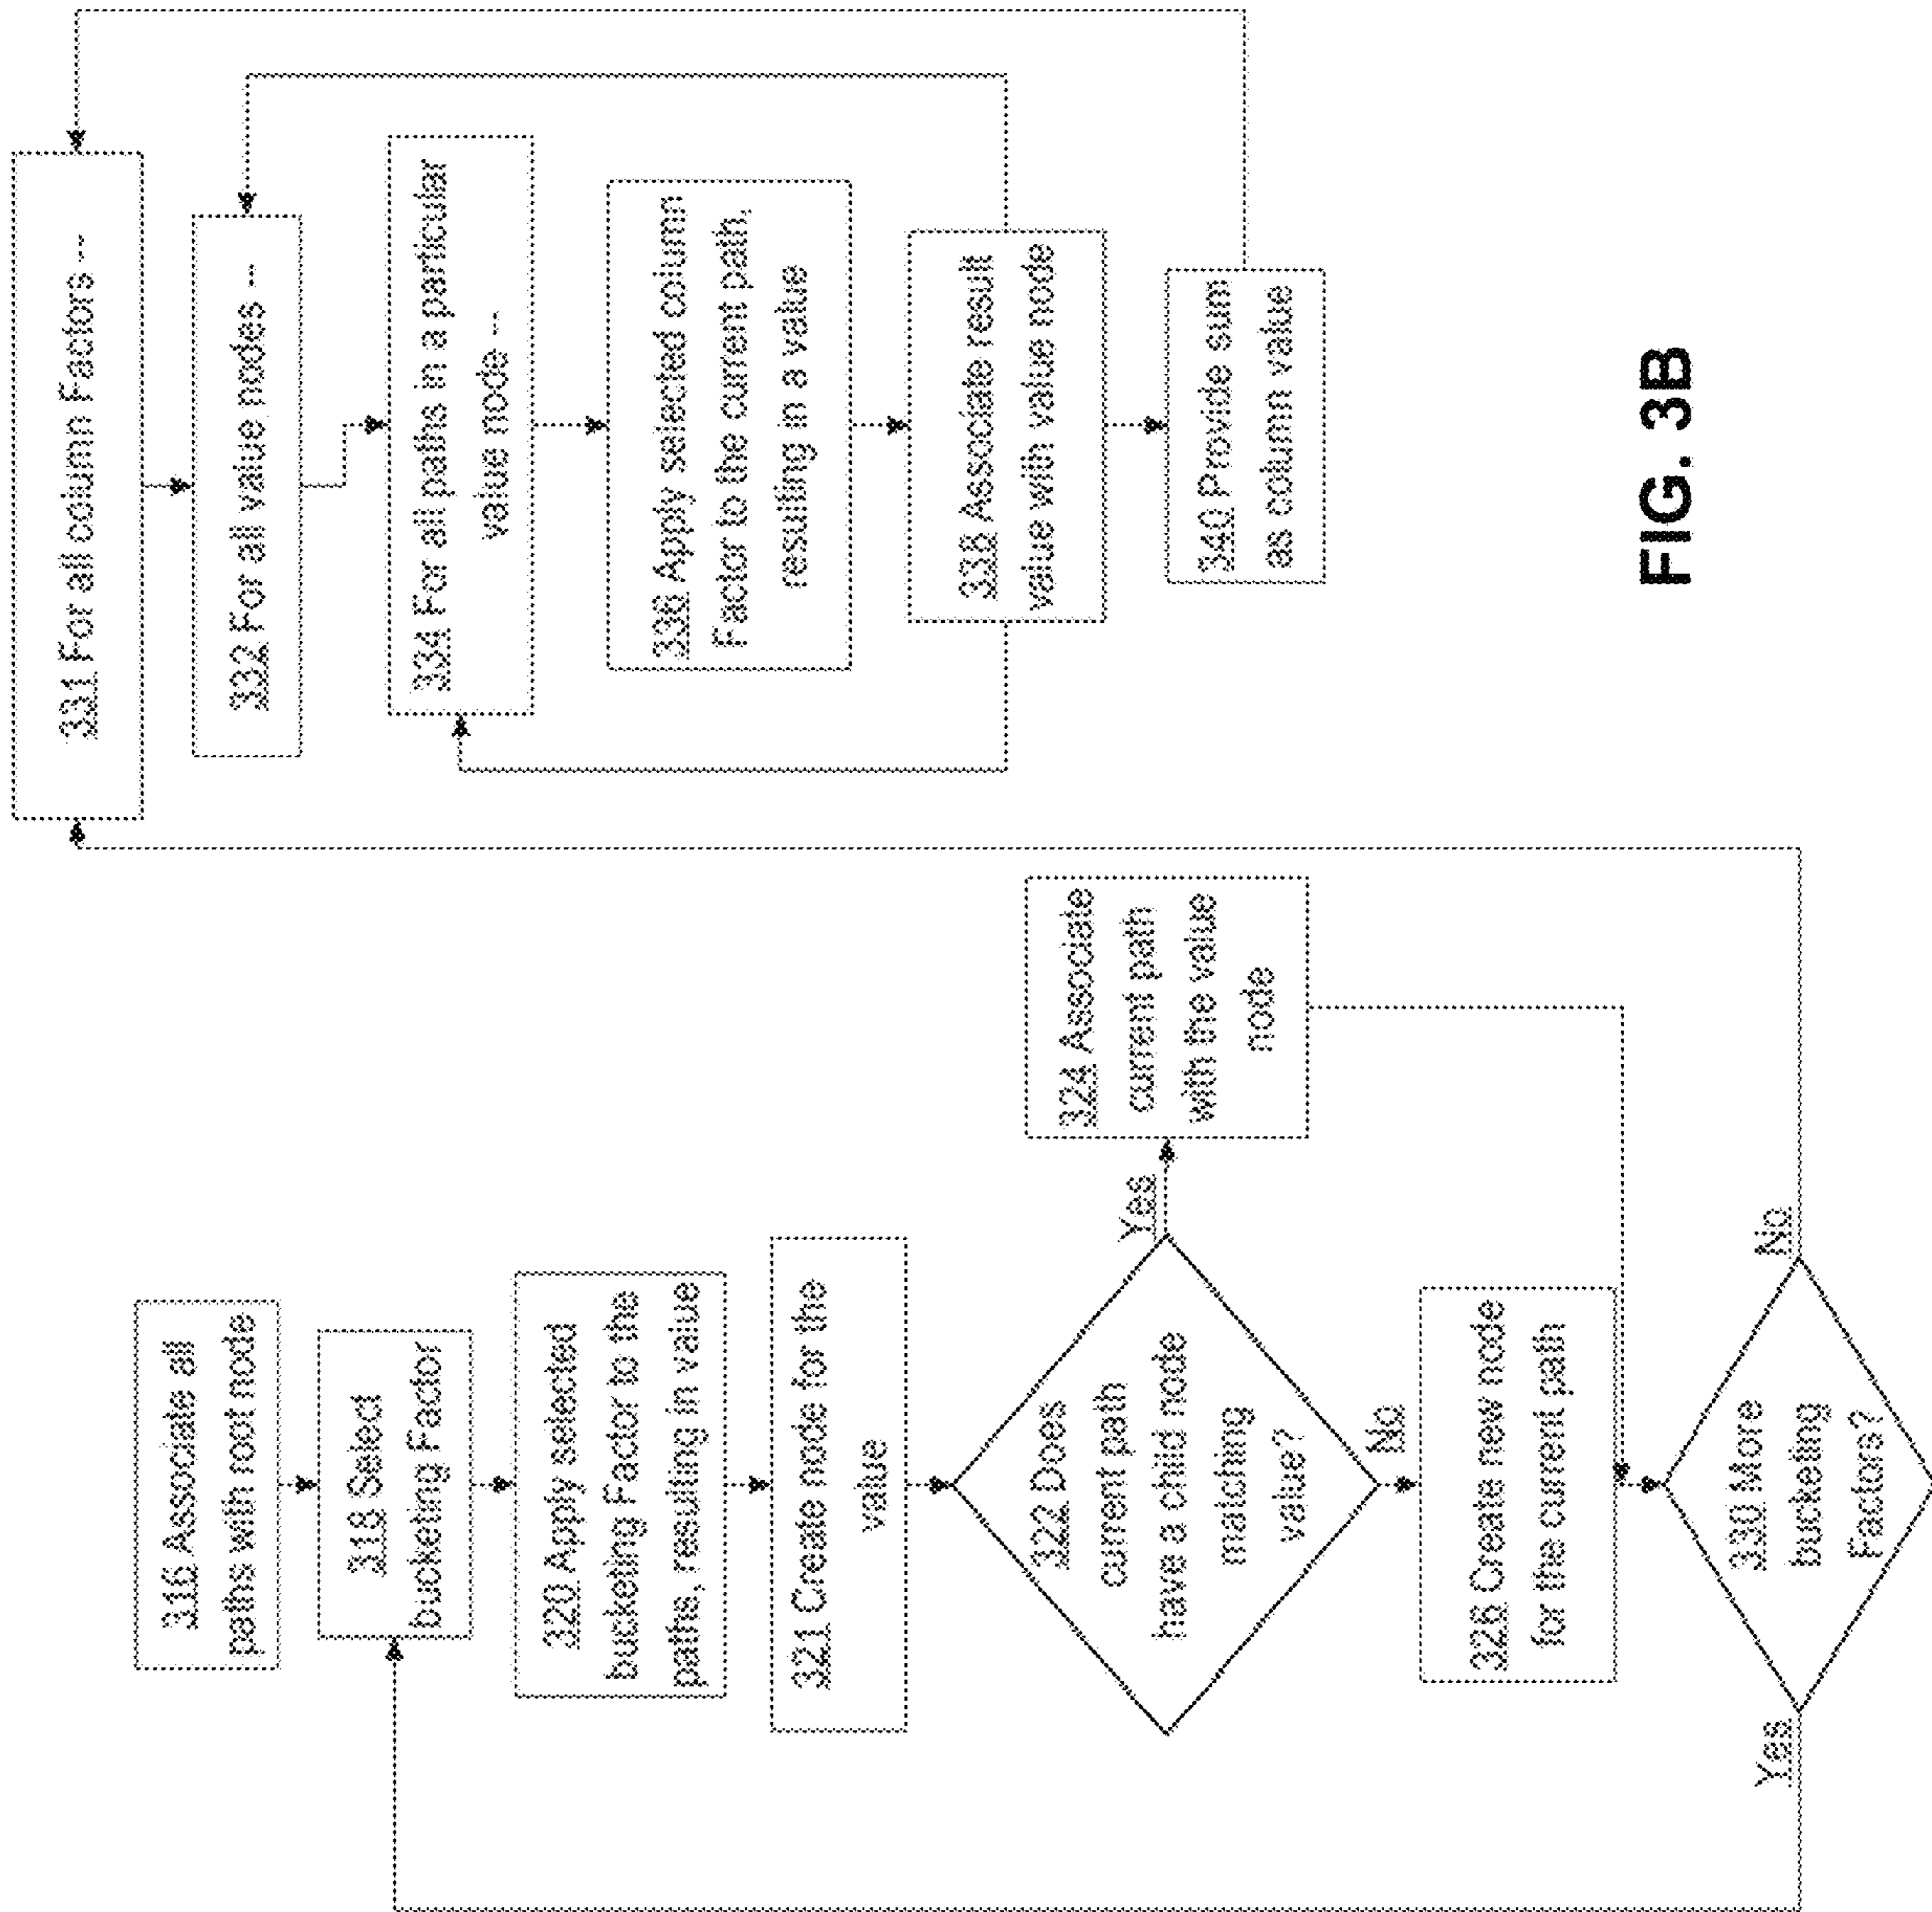 316 Associate all
paths with root node
318 Select
bucketing Factor
320 Apply selected
bucketing Factor to the
paths, resulting in value
321 Create node for the
value
322 Does
current path
have a child node
matching
value?
Yes
324 Associate
current path
with the value
node
No
326 Create new node
for the current path
330 More
bucketing
Factors?
Yes
No
331 For all column Factors --
332 For all value nodes --
334 For all paths in a particular
value node --
336 Apply selected column
Factor to the current path,
resulting in a value
338 Associate result
value with value node
340 Provide sum
as column value
FIG. 3B